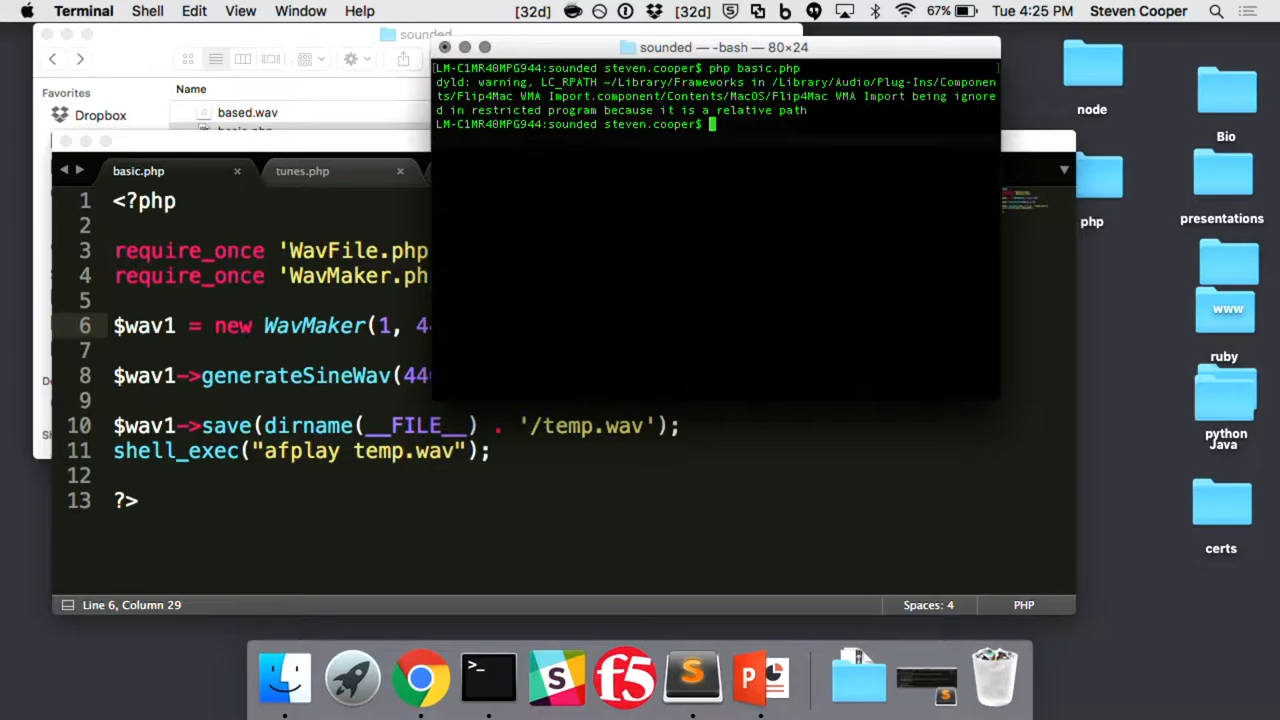 Terminal Shell Edit View Window Help [32d] [32d] 67% Tue 4:25 PM Steven Cooper
sounded
Favorites
Dropbox
Name
based.wav
basic.php
sounded — -bash — 80×24
[LM-C1MR40MPG944:sounded steven.cooper$ php basic.php ]
dyld: warning, LC_RPATH ~/Library/Frameworks in /Library/Audio/Plug-Ins/Componen
ts/Flip4Mac WMA Import.component/Contents/MacOS/Flip4Mac WMA Import being ignore
d in restricted program because it is a relative path
LM-C1MR40MPG944:sounded steven.cooper$
basic.php × tunes.php ×
1 <?php
2
3 require_once 'WavFile.php
4 require_once 'WavMaker.ph
5
6 $wav1 = new WavMaker(1, 4
7
8 $wav1->generateSineWav(44
9
10 $wav1->save(dirname(__FILE__) . '/temp.wav');
11 shell_exec("afplay temp.wav");
12
13 ?>
Line 6, Column 29 Spaces: 4 PHP
node
Bio
php
presentations
www
ruby
python
Java
certs
>_
S
f5
S
P
S